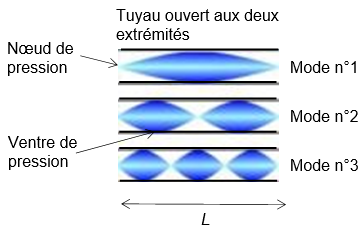 Tuyau ouvert aux deux
extrémités
Nœud de
pression
Mode n°1
Mode n°2
Ventre de
pression
Mode n°3
L